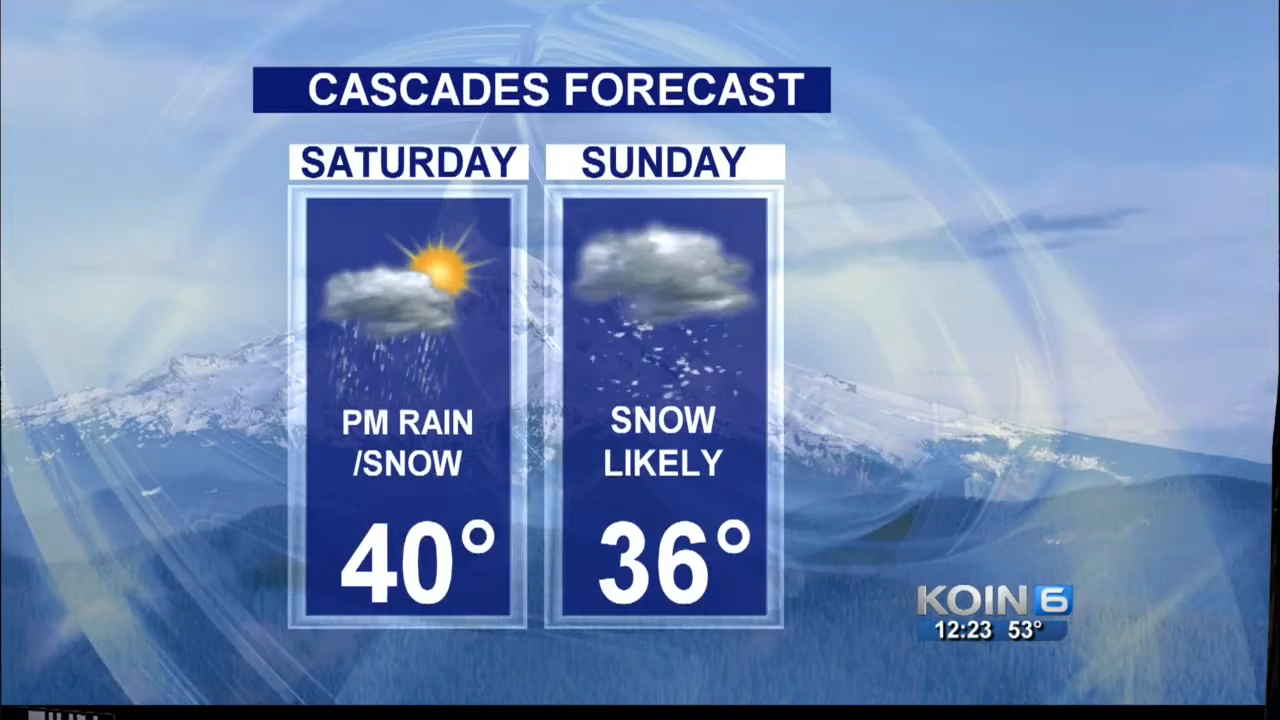 CASCADES FORECAST
SATURDAY
PM RAIN
/SNOW
40°
SUNDAY
SNOW
LIKELY
36°
KOIN 6
12:23 53°